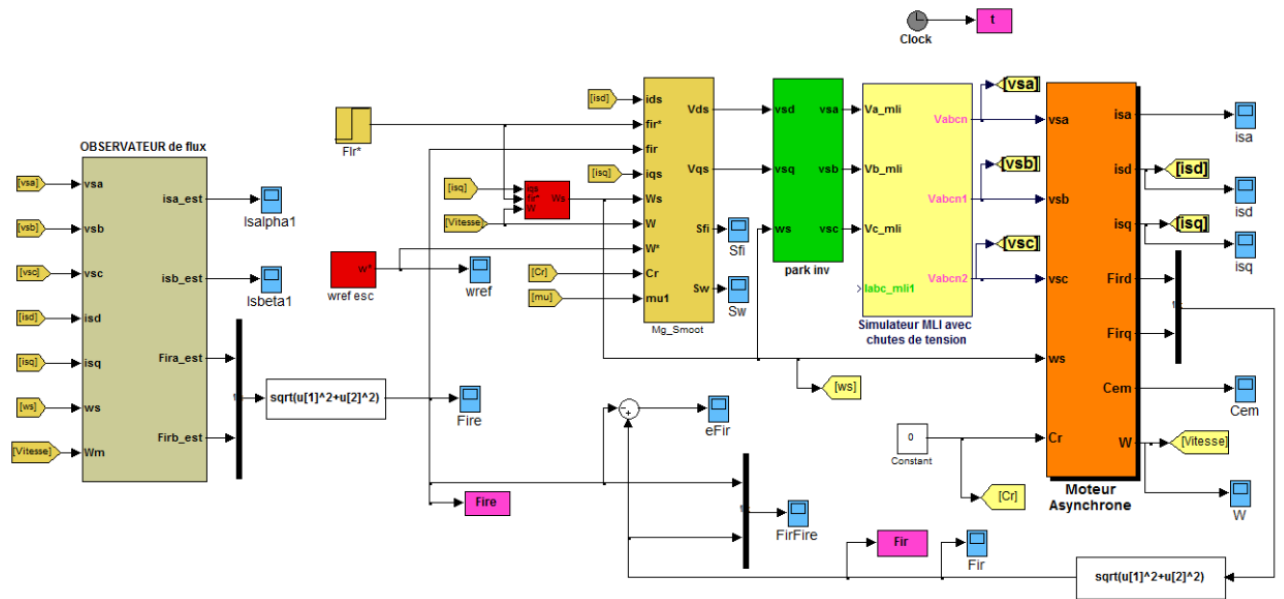 Clock
t
OBSERVATEUR de flux
[vsa]
[vsb]
[vsc]
[isd]
[isq]
[ws]
[Vitesse]
vsa
vsb
vsc
isd
isq
ws
Wm
isa_est
isb_est
Fira_est
Firb_est
Isalpha1
Isbeta1
sqrt(u[1]^2+u[2]^2)
Fire
Fire
FIr*
[isq]
[Vitesse]
iqs
fir*
W
Ws
w*
wref esc
wref
[isd]
[isq]
[Cr]
[mu]
ids
fir*
fir
iqs
Ws
W
W*
Cr
mu1
Vds
Vqs
Sfi
Sw
Mg_Smoot
Sfi
Sw
vsd
vsq
ws
vsa
vsb
vsc
park inv
Va_mli
Vb_mli
Vc_mli
Iabc_mli1
Vabcn
Vabcn1
Vabcn2
Simulateur MLI avec
chutes de tension
[vsa]
[vsb]
[vsc]
[ws]
vsa
vsb
vsc
ws
Cr
isa
isd
isq
Fird
Firq
Cem
W
Moteur
Asynchrone
isa
[isd]
isd
[isq]
isq
Cem
[Vitesse]
W
0
Constant
[Cr]
eFir
FirFire
Fir
Fir
sqrt(u[1]^2+u[2]^2)